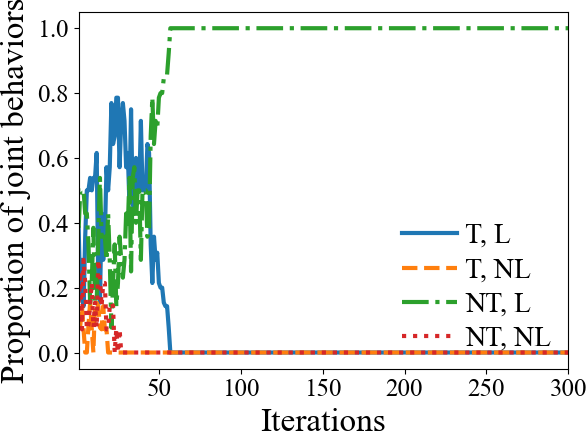 Proportion of joint behaviors
1.0
0.8
0.6
0.4
0.2
0.0
T, L
T, NL
NT, L
NT, NL
50 100 150 200 250 300
Iterations